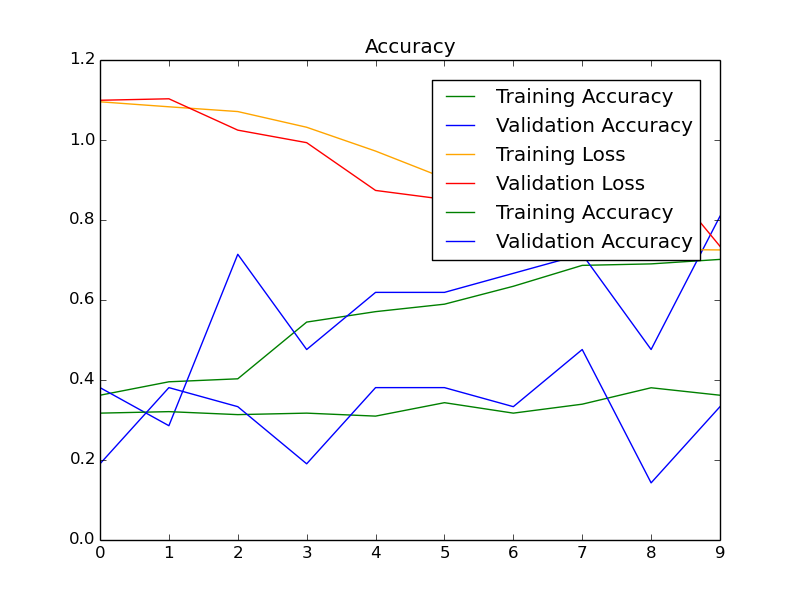 Accuracy
1.2
1.0
0.8
0.6
0.4
0.2
0.0
Training Accuracy
Validation Accuracy
Training Loss
Validation Loss
Training Accuracy
Validation Accuracy
0 1 2 3 4 5 6 7 8 9